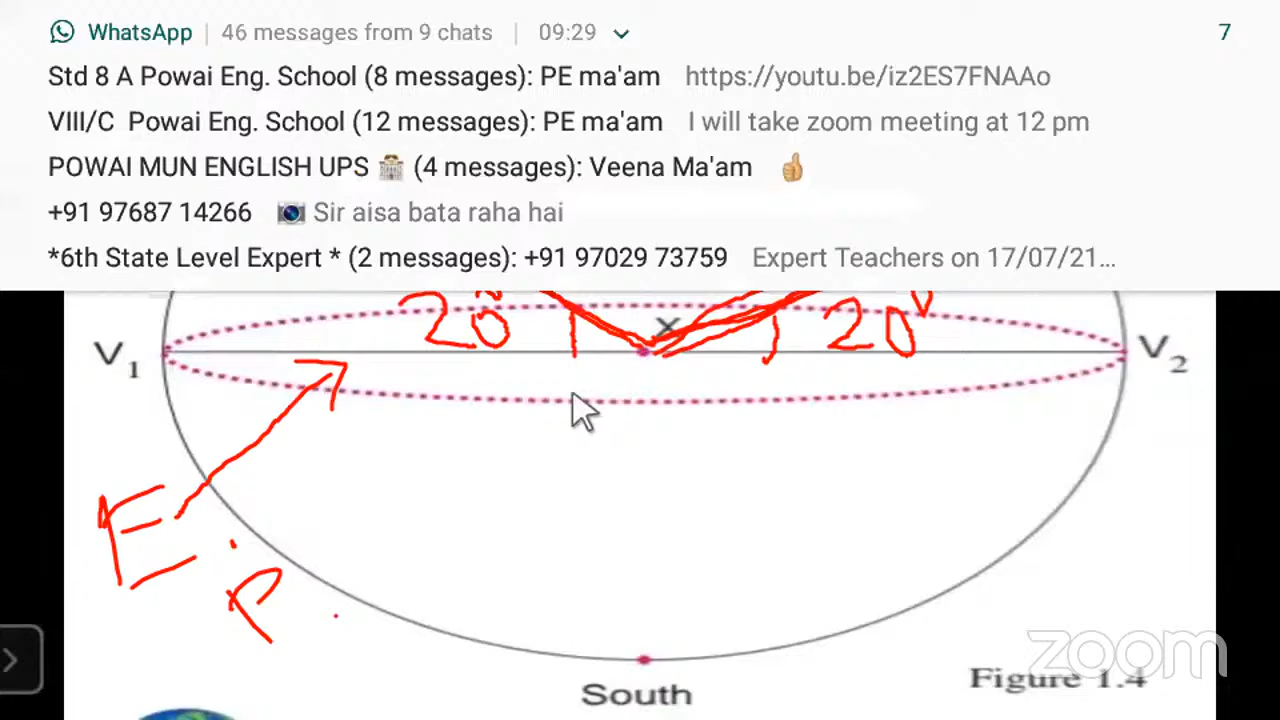 WhatsApp | 46 messages from 9 chats | 09:29 7
Std 8 A Powai Eng. School (8 messages): PE ma'am https://youtu.be/iz2ES7FNAAo
VIII/C Powai Eng. School (12 messages): PE ma'am I will take zoom meeting at 12 pm
POWAI MUN ENGLISH UPS 🏫 (4 messages): Veena Ma'am 👍🏼
+91 97687 14266 📷 Sir aisa bata raha hai
*6th State Level Expert * (2 messages): +91 97029 73759 Expert Teachers on 17/07/21...
20° X 20°
V₁ V₂
E.P.
zoom
Figure 1.4
South